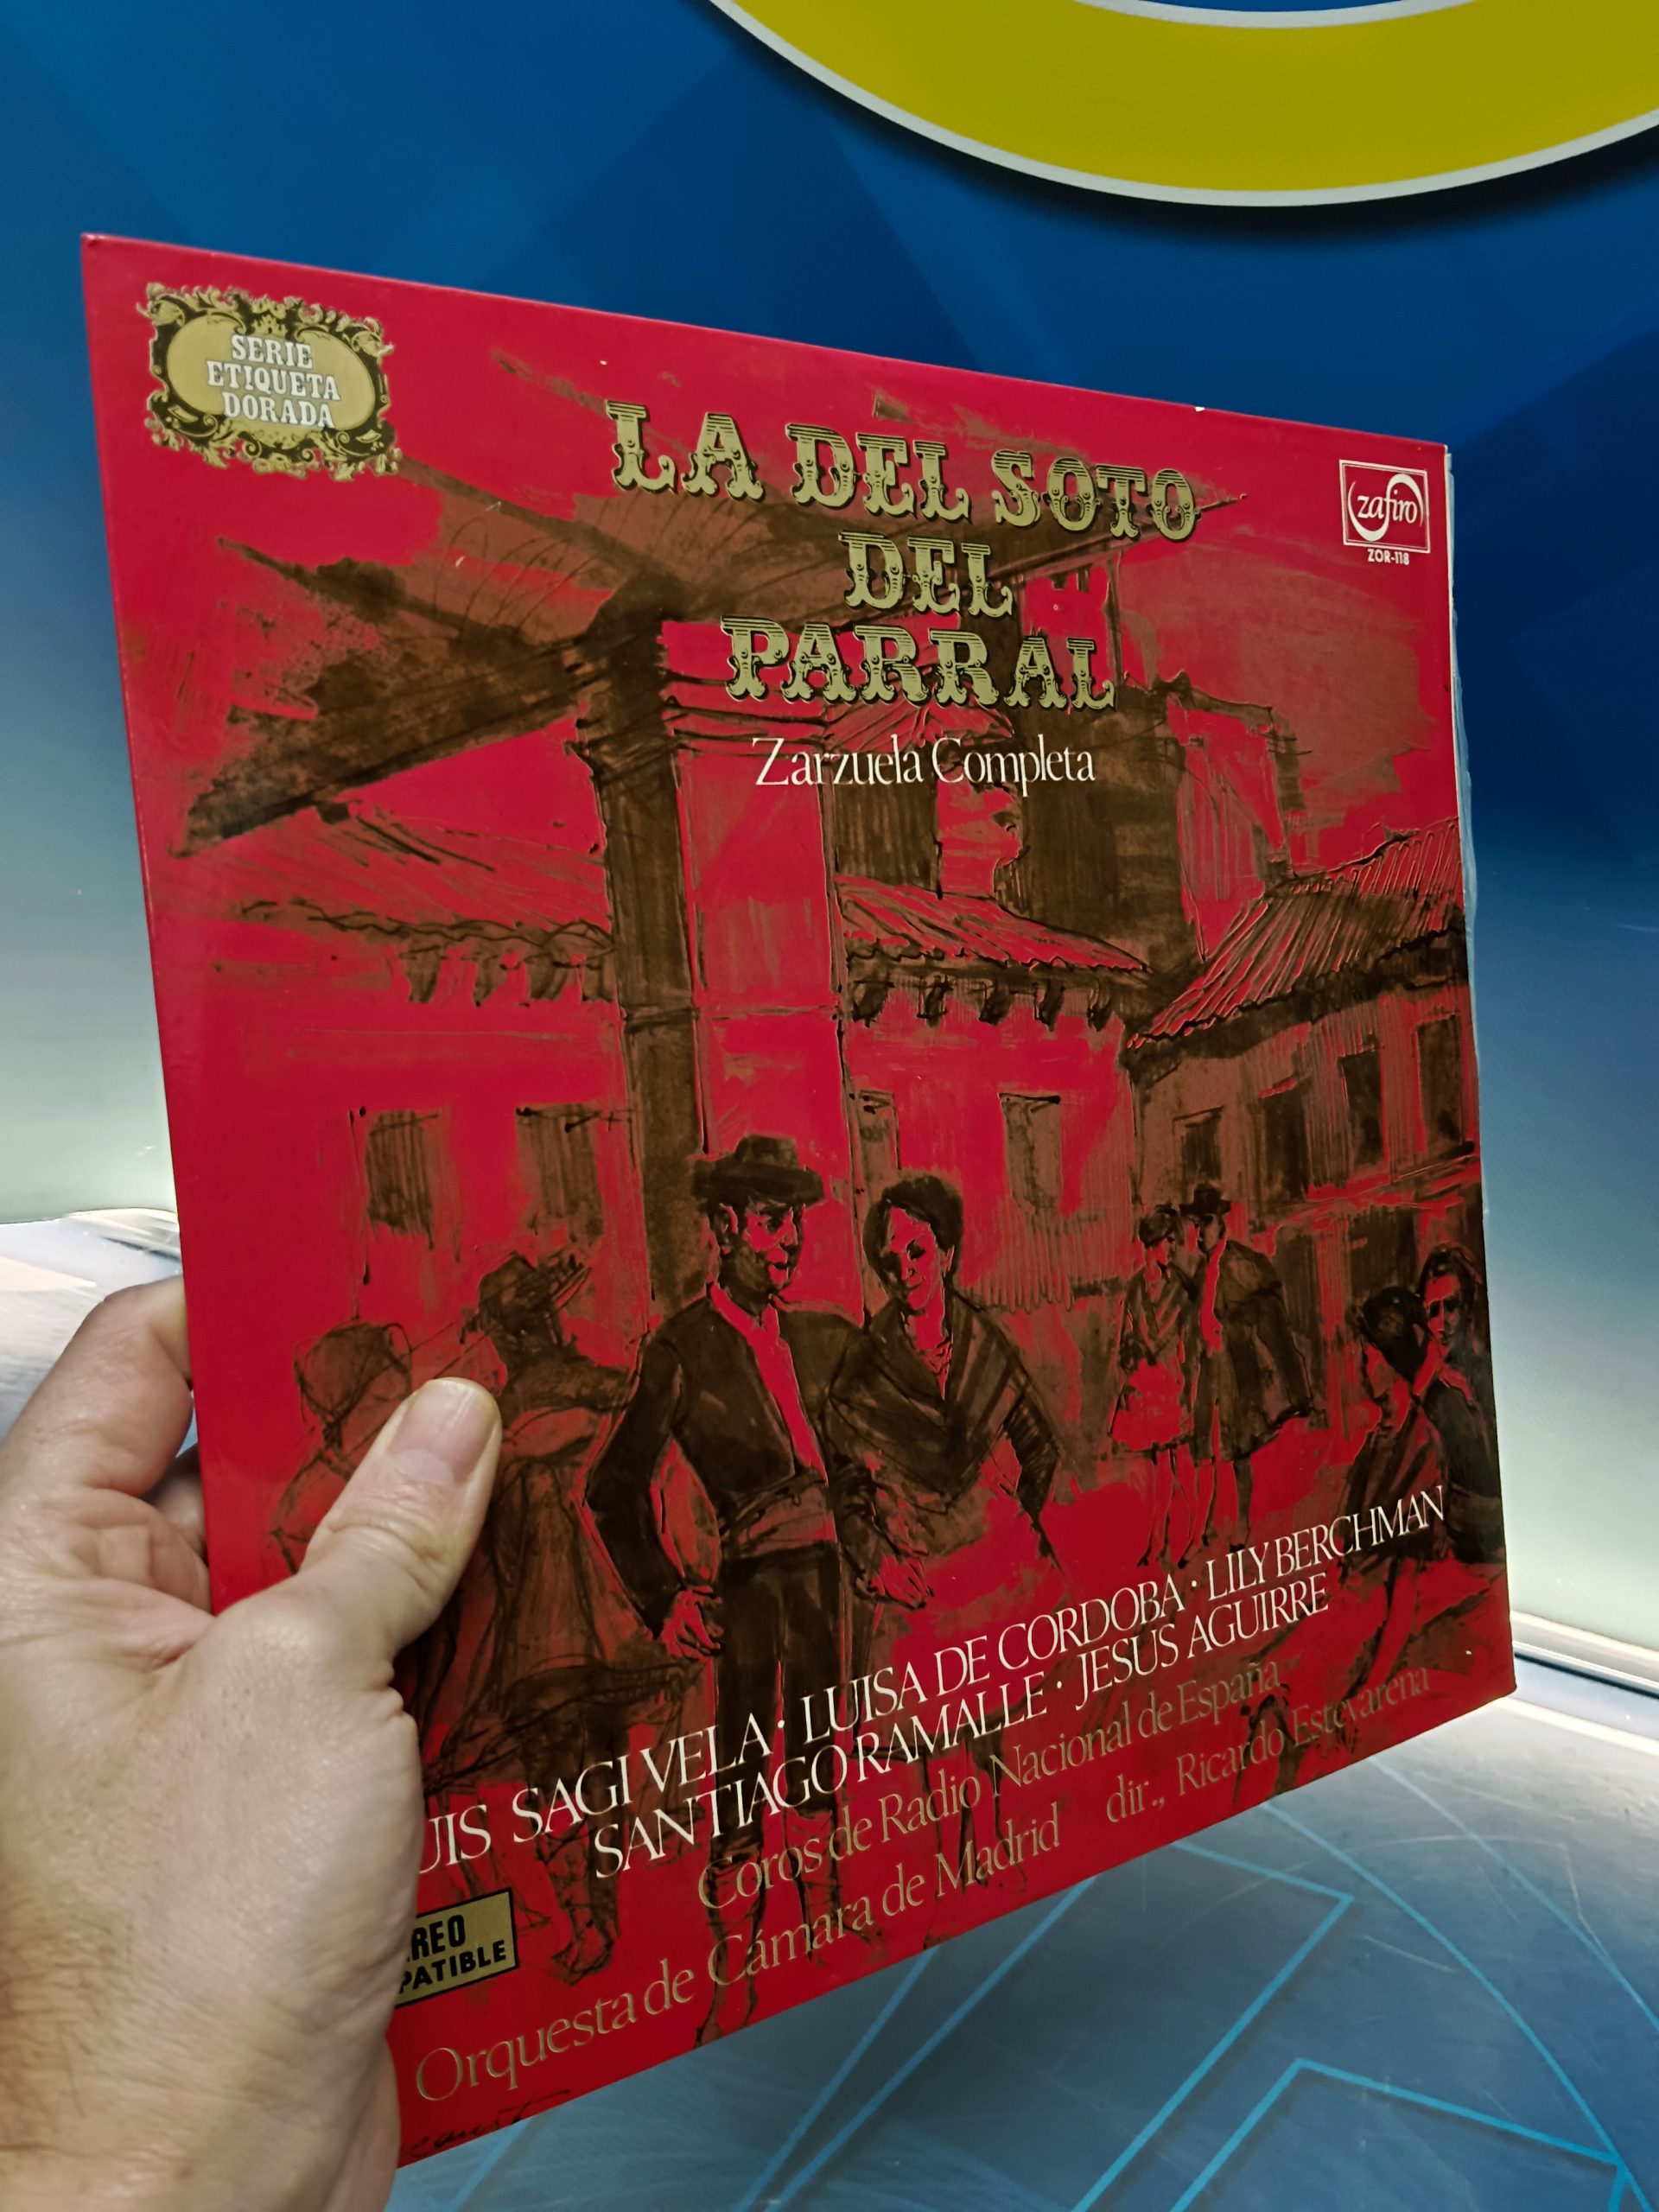 SERIE
ETIQUETA
DORADA
LA DEL SOTO
DEL
PARRAL
zafiro
ZOR-118
Zarzuela Completa
UIS SAGI VELA · LUISA DE CORDOBA · LILY BERCHMAN
SANTIAGO RAMALLE · JESUS AGUIRRE
Coros de Radio Nacional de España
Orquesta de Cámara de Madrid dir., Ricardo Estevarena
REO
PATIBLE